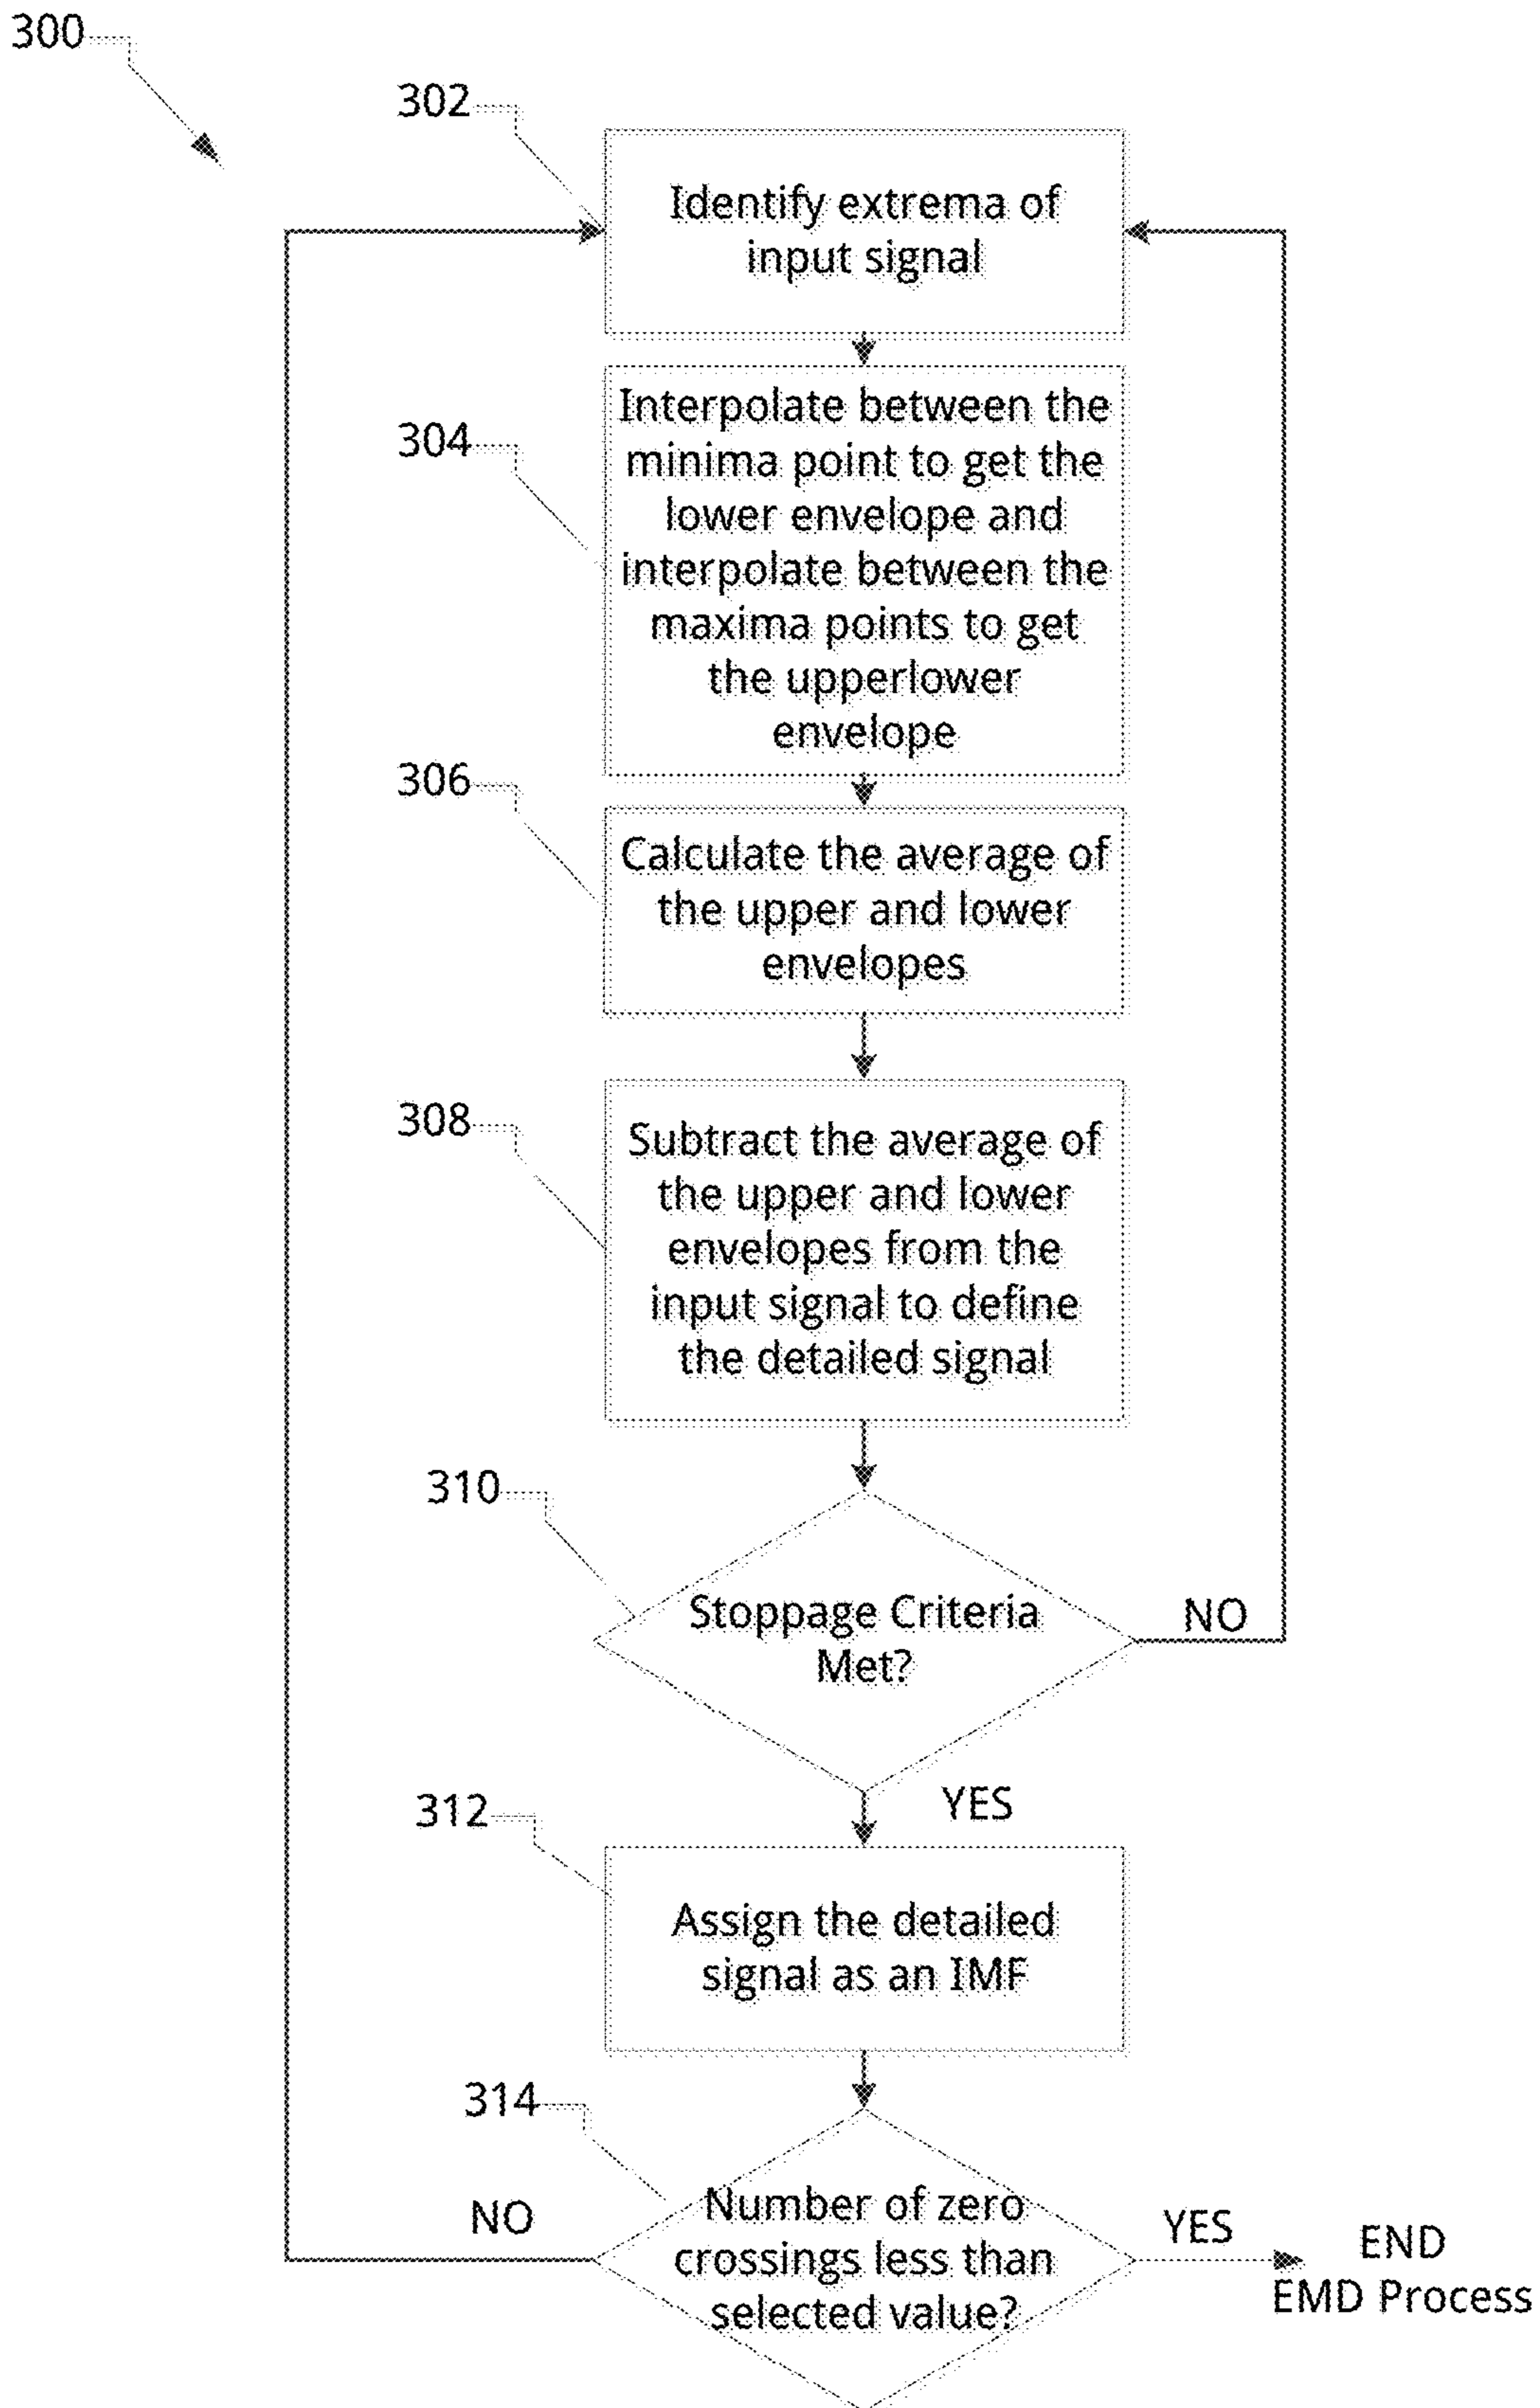 300
302
Identify extrema of
input signal
304
Interpolate between the
minima point to get the
lower envelope and
interpolate between the
maxima points to get
the upperlower
envelope
306
Calculate the average of
the upper and lower
envelopes
308
Subtract the average of
the upper and lower
envelopes from the
input signal to define
the detailed signal
310
Stoppage Criteria
Met?
NO
YES
312
Assign the detailed
signal as an IMF
314
Number of zero
crossings less than
selected value?
NO
YES
END
EMD Process